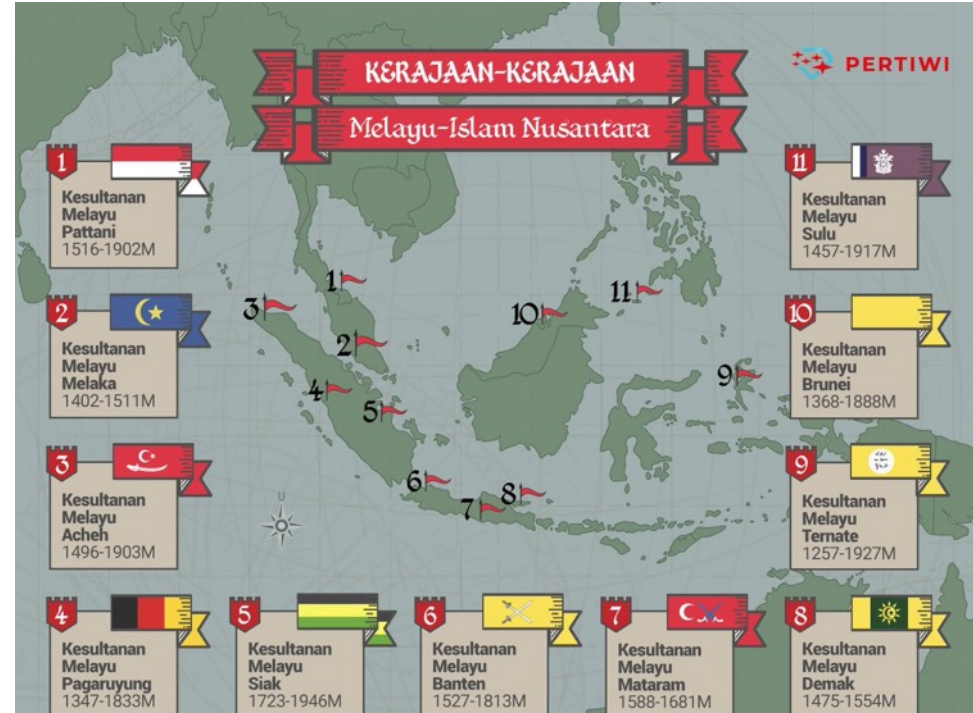 KERAJAAN-KERAJAAN
Melayu-Islam Nusantara
PERTIWI
1
Kesultanan
Melayu
Pattani
1516-1902M
2
Kesultanan
Melayu
Melaka
1402-1511M
3
Kesultanan
Melayu
Acheh
1496-1903M
4
Kesultanan
Melayu
Pagaruyung
1347-1833M
5
Kesultanan
Melayu
Siak
1723-1946M
6
Kesultanan
Melayu
Banten
1527-1813M
7
Kesultanan
Melayu
Mataram
1588-1681M
8
Kesultanan
Melayu
Demak
1475-1554M
9
Kesultanan
Melayu
Ternate
1257-1927M
10
Kesultanan
Melayu
Brunei
1368-1888M
11
Kesultanan
Melayu
Sulu
1457-1917M
1
2
3
4
5
6
7
8
9
10
11